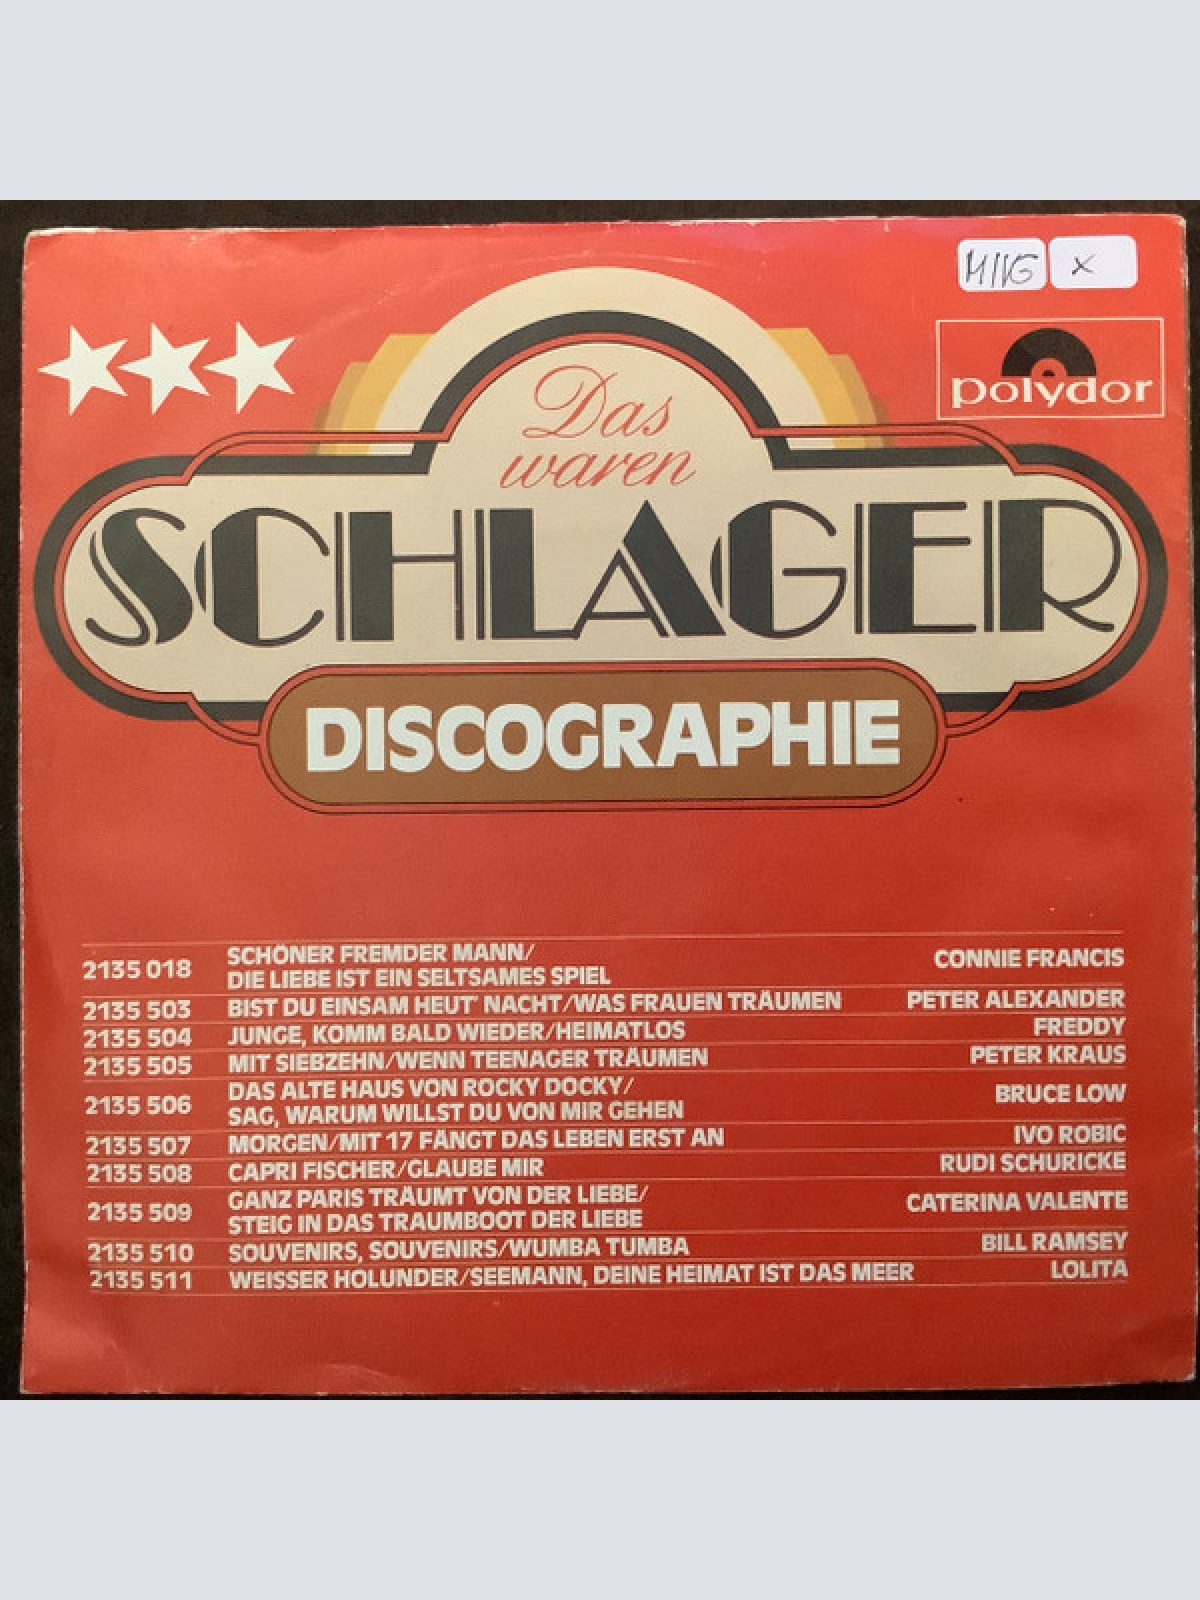 M//G X
polydor
Das
waren
SCHLAGER
DISCOGRAPHIE
2135 018 SCHÖNER FREMDER MANN/
DIE LIEBE IST EIN SELTSAMES SPIEL CONNIE FRANCIS
2135 503 BIST DU EINSAM HEUT' NACHT/WAS FRAUEN TRÄUMEN PETER ALEXANDER
2135 504 JUNGE, KOMM BALD WIEDER/HEIMATLOS FREDDY
2135 505 MIT SIEBZEHN/WENN TEENAGER TRÄUMEN PETER KRAUS
2135 506 DAS ALTE HAUS VON ROCKY DOCKY/
SAG, WARUM WILLST DU VON MIR GEHEN BRUCE LOW
2135 507 MORGEN/MIT 17 FÄNGT DAS LEBEN ERST AN IVO ROBIC
2135 508 CAPRI FISCHER/GLAUBE MIR RUDI SCHURICKE
2135 509 GANZ PARIS TRÄUMT VON DER LIEBE/
STEIG IN DAS TRAUMBOOT DER LIEBE CATERINA VALENTE
2135 510 SOUVENIRS, SOUVENIRS/WUMBA TUMBA BILL RAMSEY
2135 511 WEISSER HOLUNDER/SEEMANN, DEINE HEIMAT IST DAS MEER LOLITA